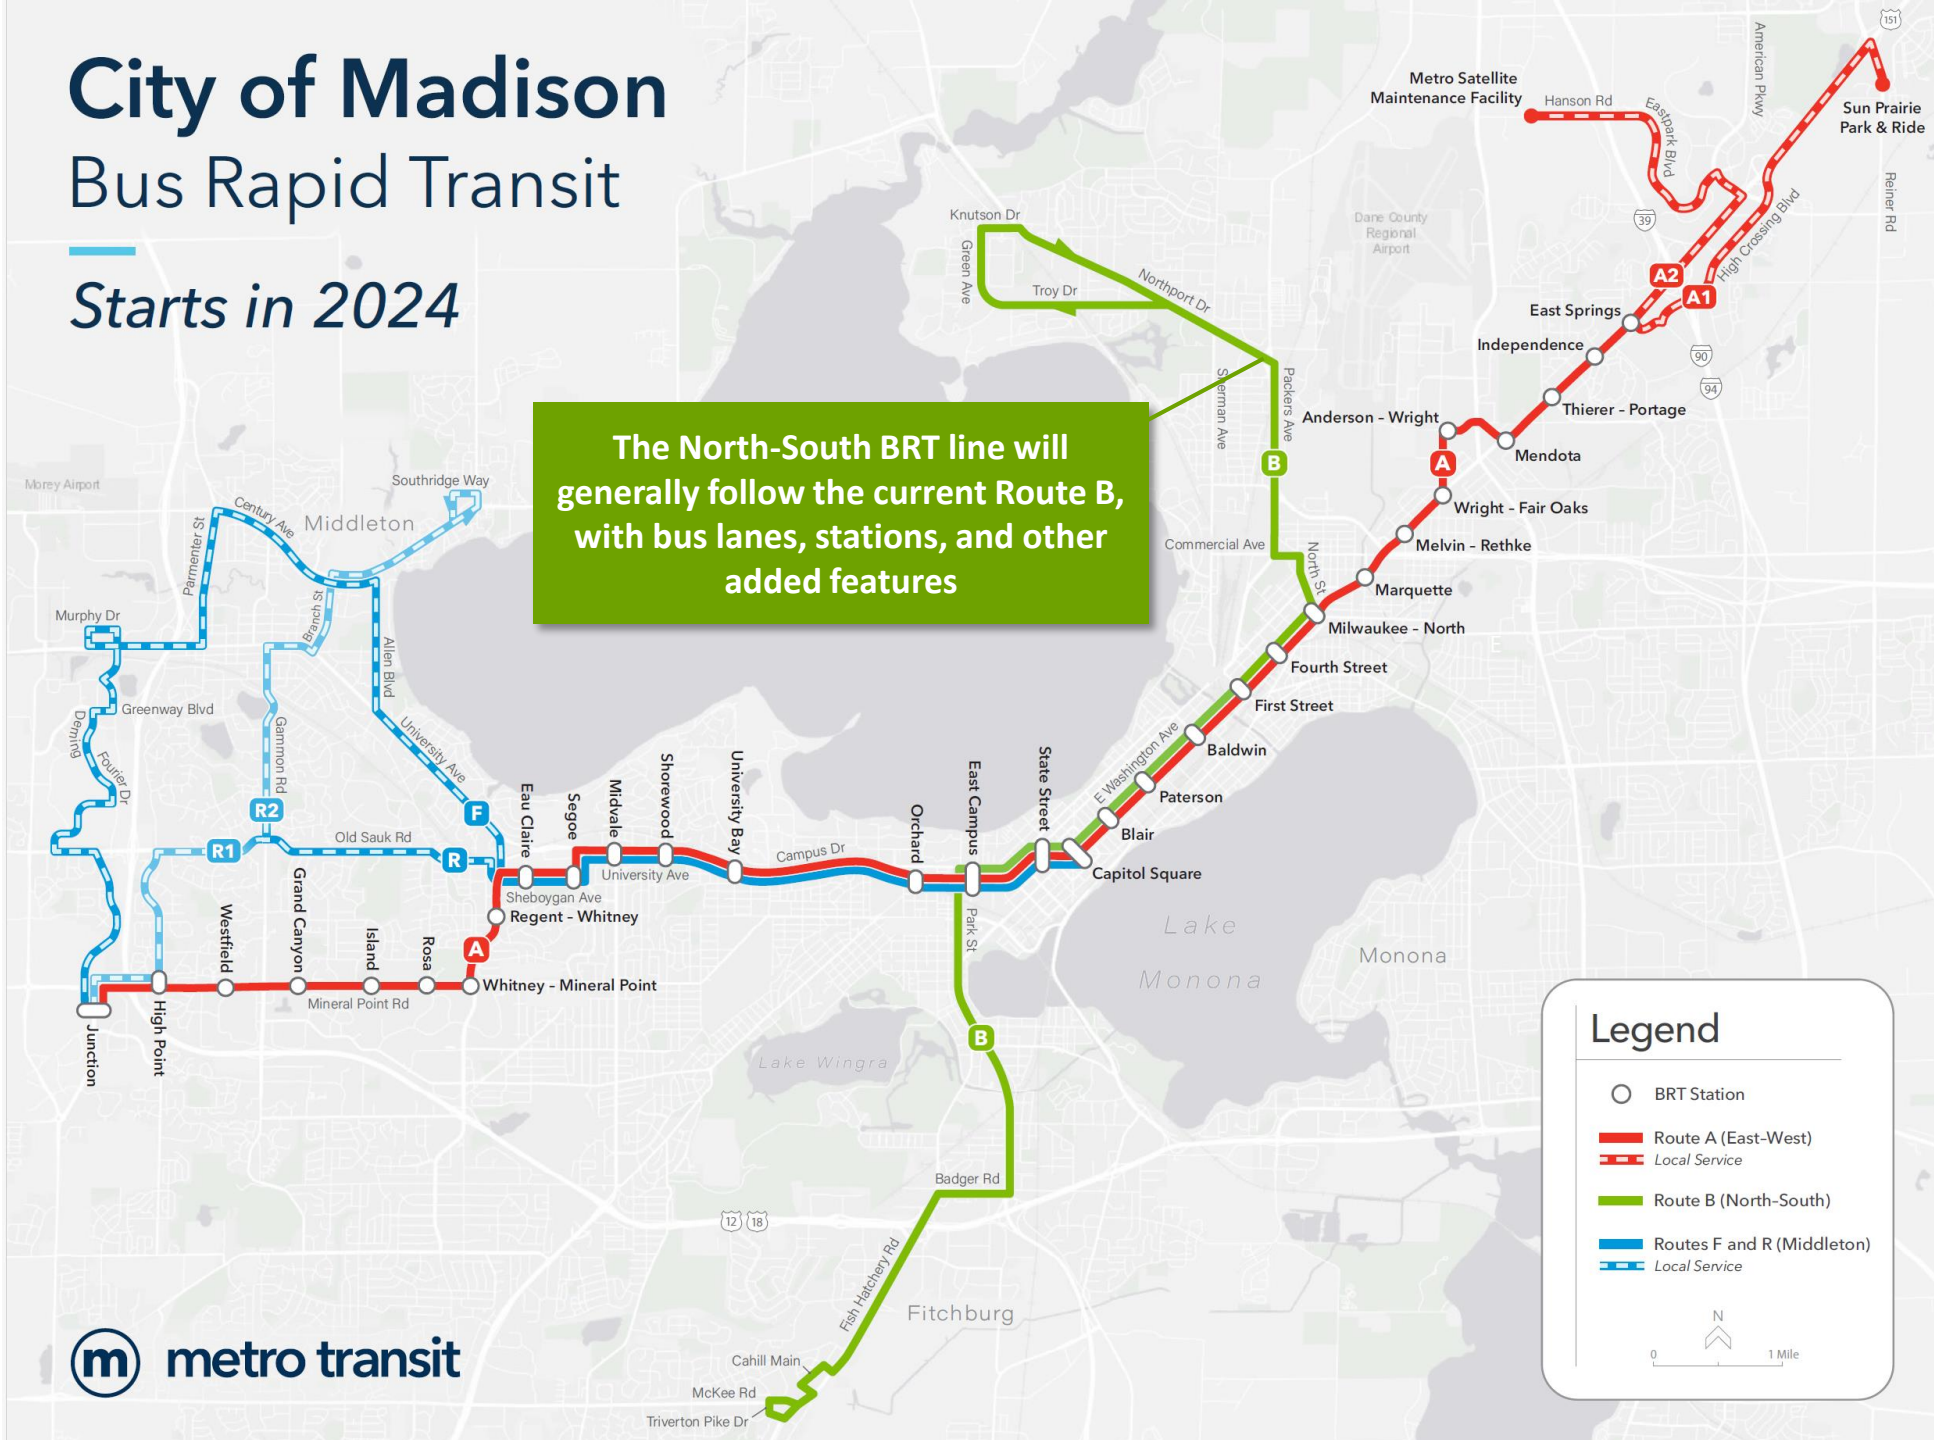 City of Madison
Bus Rapid Transit
Starts in 2024
151
American Pkwy
Metro Satellite
Maintenance Facility
Hanson Rd
Eastpark Blvd
Sun Prairie
Park & Ride
Reiner Rd
39
High Crossing Blvd
Dane County
Regional
Airport
Knutson Dr
Green Ave
Troy Dr
Northport Dr
A2
A1
East Springs
Independence
90
94
Sherman Ave
Packers Ave
Thierer - Portage
Anderson - Wright
Mendota
B
A
The North-South BRT line will
generally follow the current Route B,
with bus lanes, stations, and other
added features
Morey Airport
Southridge Way
Century Ave
Middleton
Parmenter St
Wright - Fair Oaks
Melvin - Rethke
Commercial Ave
North St
Marquette
Milwaukee - North
Murphy Dr
Branch St
Allen Blvd
Fourth Street
First Street
Greenway Blvd
Deming
Fourier Dr
Gammon Rd
University Ave
Baldwin
E Washington Ave
Paterson
Blair
Capitol Square
R2
F
R1
Old Sauk Rd
R
Eau Claire
Segoe
Midvale
Shorewood
University Bay
Campus Dr
Orchard
East Campus
State Street
University Ave
Sheboygan Ave
Regent - Whitney
Park St
A
Westfield
Grand Canyon
Island
Rosa
Whitney - Mineral Point
Mineral Point Rd
Junction
High Point
Lake
Monona
Monona
B
Lake Wingra
Badger Rd
12
18
Fish Hatchery Rd
Fitchburg
Cahill Main
McKee Rd
Triverton Pike Dr
m metro transit
Legend
BRT Station
Route A (East-West)
Local Service
Route B (North-South)
Routes F and R (Middleton)
Local Service
N
0 1 Mile